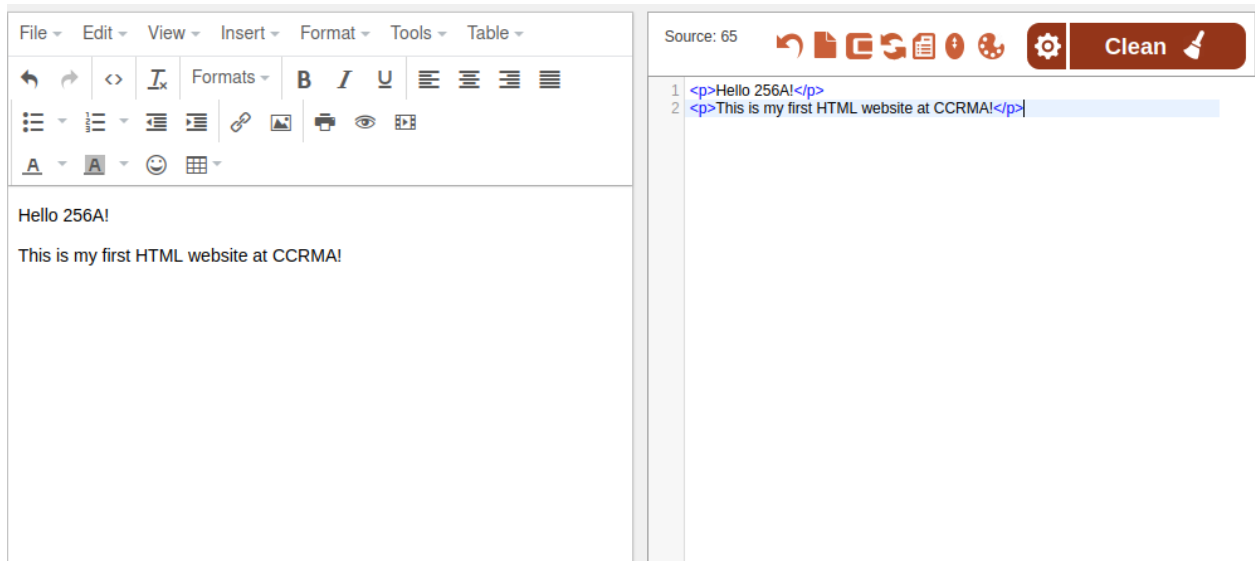 File Edit View Insert Format Tools Table
Formats B I U
A A
Hello 256A!
This is my first HTML website at CCRMA!
Source: 65 Clean
1 <p>Hello 256A!</p>
2 <p>This is my first HTML website at CCRMA!</p>